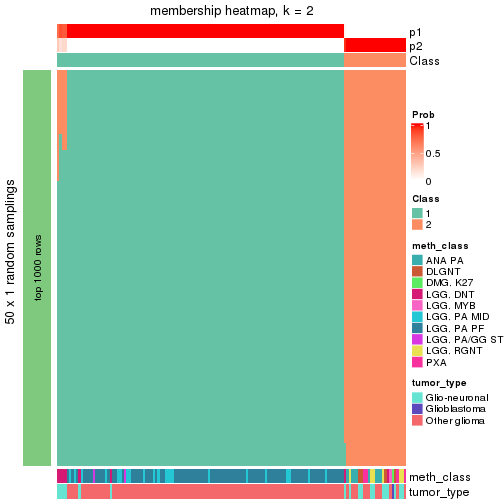 membership heatmap, k = 2
p1
p2
Class
50 x 1 random samplings
top 1000 rows
Prob
1
0.5
0
Class
1
2
meth_class
ANA PA
DLGNT
DMG, K27
LGG, DNT
LGG, MYB
LGG, PA MID
LGG, PA PF
LGG, PA/GG ST
LGG, RGNT
PXA
tumor_type
Glio-neuronal
Glioblastoma
Other glioma
meth_class
tumor_type